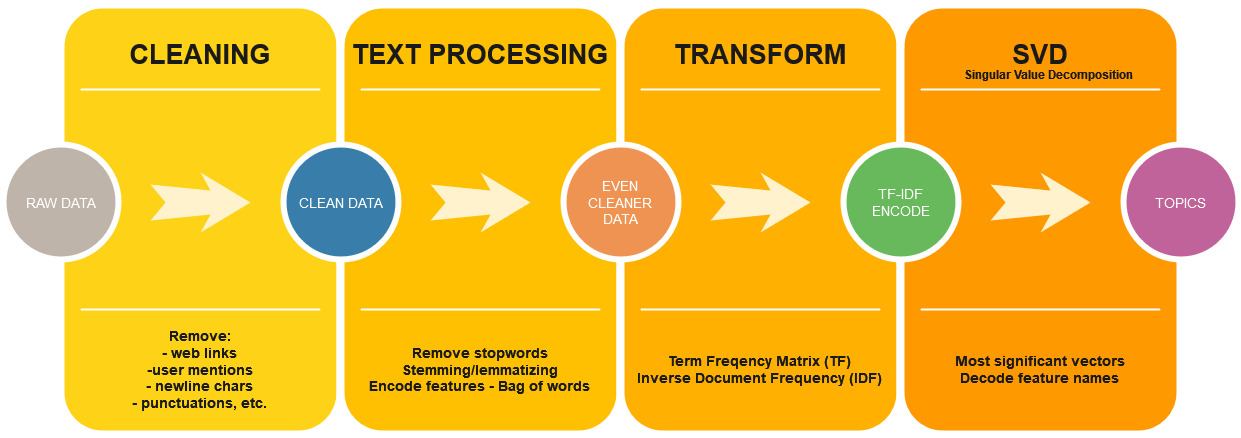 CLEANING
RAW DATA
Remove:
- web links
-user mentions
- newline chars
- punctuations, etc.
TEXT PROCESSING
CLEAN DATA
Remove stopwords
Stemming/lemmatizing
Encode features - Bag of words
TRANSFORM
EVEN
CLEANER
DATA
Term Freqency Matrix (TF)
Inverse Document Frequency (IDF)
SVD
Singular Value Decomposition
TF-IDF
ENCODE
TOPICS
Most significant vectors
Decode feature names